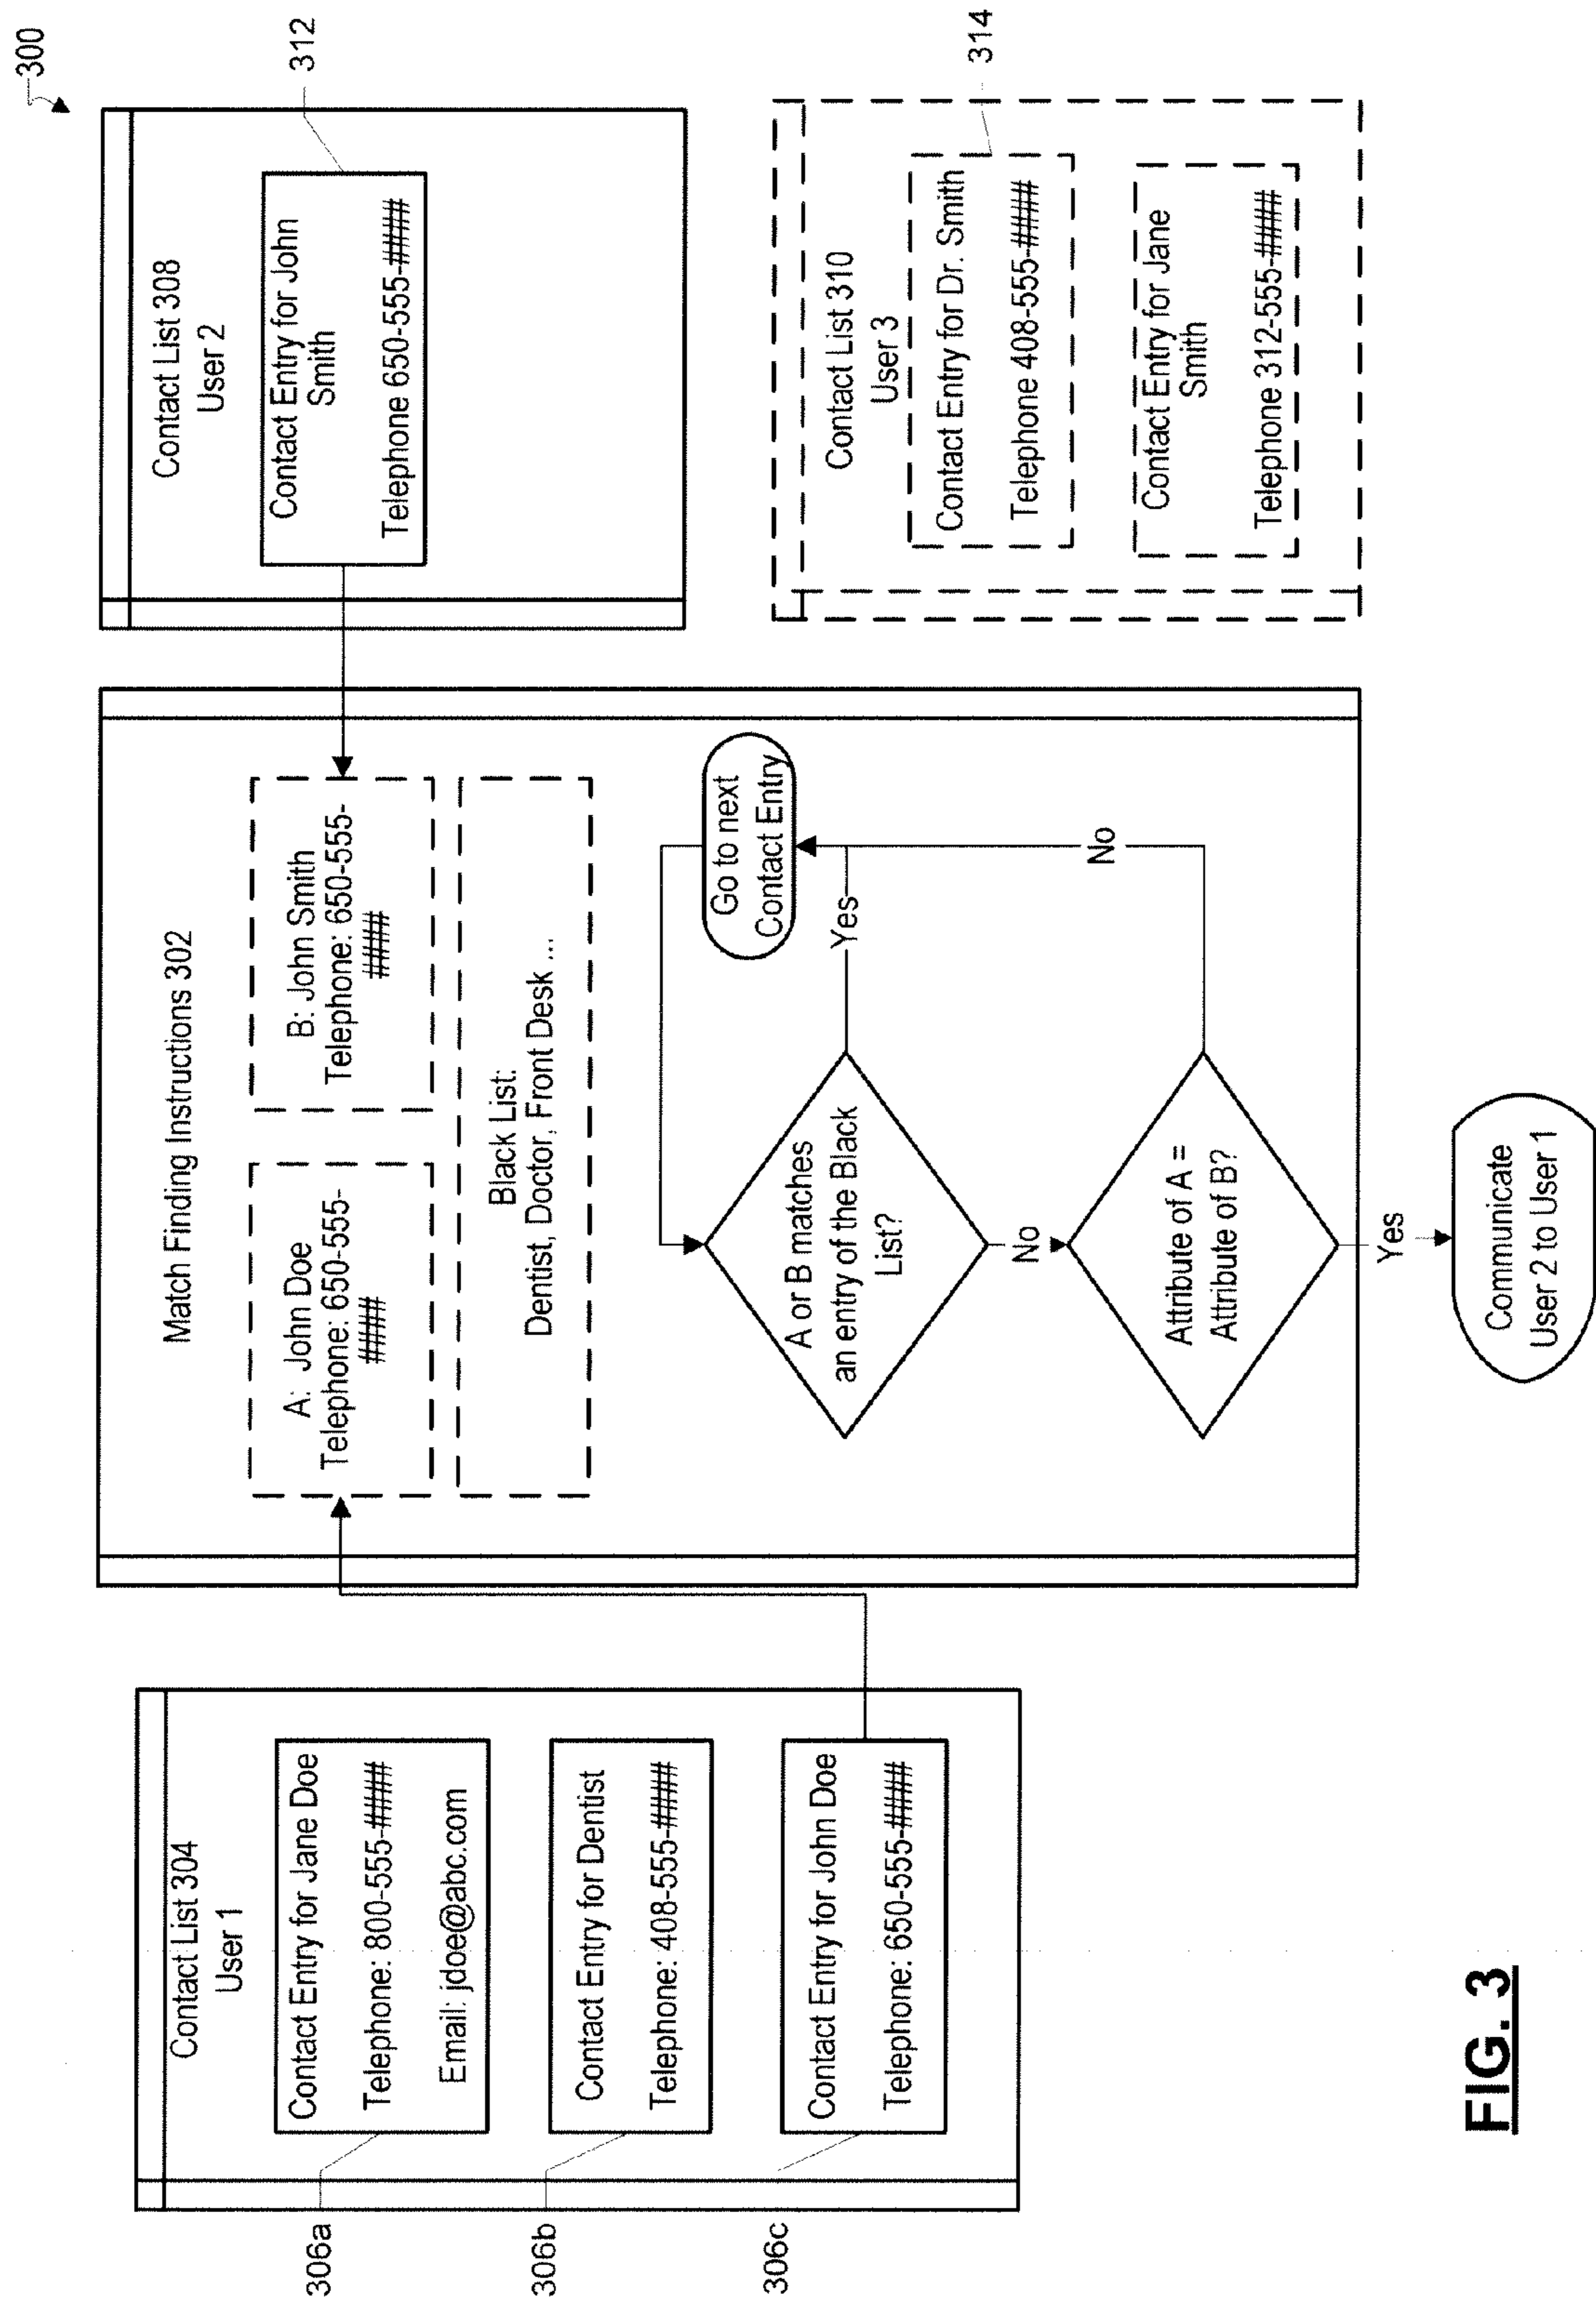 300
Contact List 304
User 1
Contact Entry for Jane Doe
Telephone: 800-555-####
Email: jdoe@abc.com
Contact Entry for Dentist
Telephone: 408-555-####
Contact Entry for John Doe
Telephone: 650-555-####
306a
306b
306c
Match Finding Instructions 302
A: John Doe
Telephone: 650-555-
####
B: John Smith
Telephone: 650-555-
####
Black List:
Dentist, Doctor, Front Desk ...
Go to next
Contact Entry
A or B matches
an entry of the Black
List?
Yes
No
Attribute of A =
Attribute of B?
No
Yes
Communicate
User 2 to User 1
Contact List 308
User 2
Contact Entry for John
Smith
Telephone 650-555-####
312
Contact List 310
User 3
Contact Entry for Dr. Smith
Telephone 408-555-####
314
Contact Entry for Jane
Smith
Telephone 312-555-####
FIG. 3